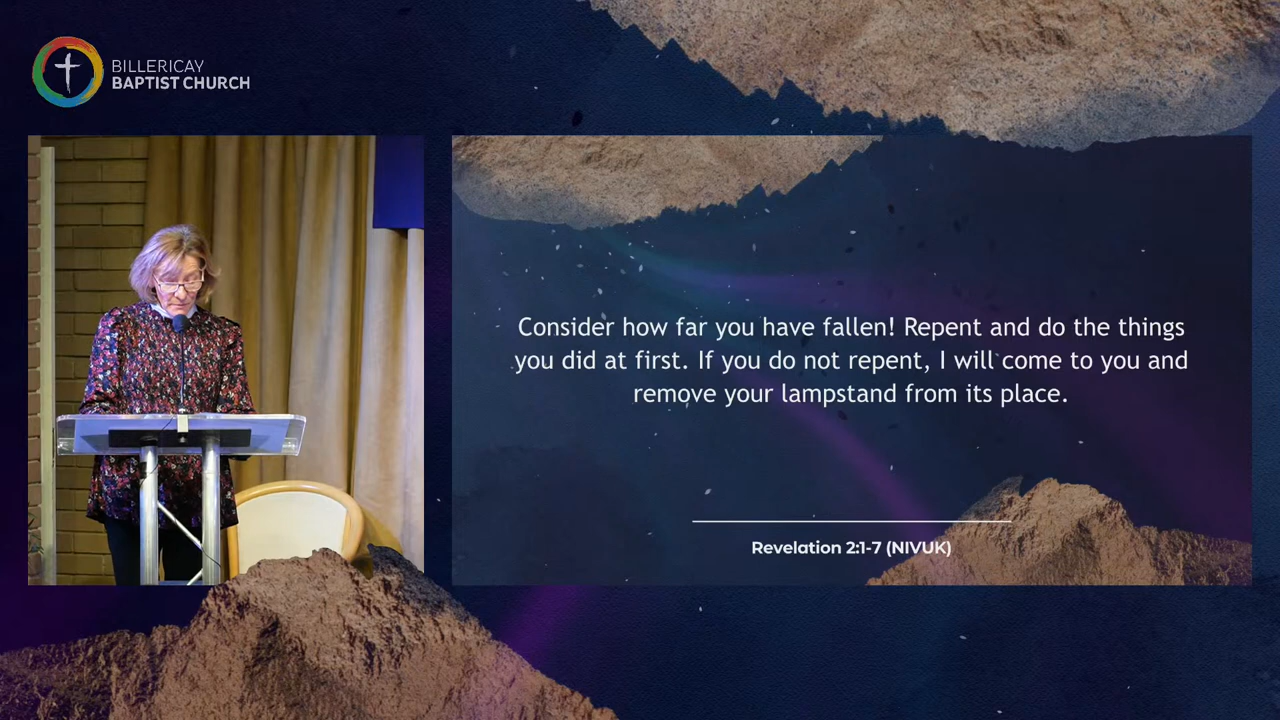 BILLERICAY
BAPTIST CHURCH
Consider how far you have fallen! Repent and do the things
you did at first. If you do not repent, I will come to you and
remove your lampstand from its place.
Revelation 2:1-7 (NIVUK)